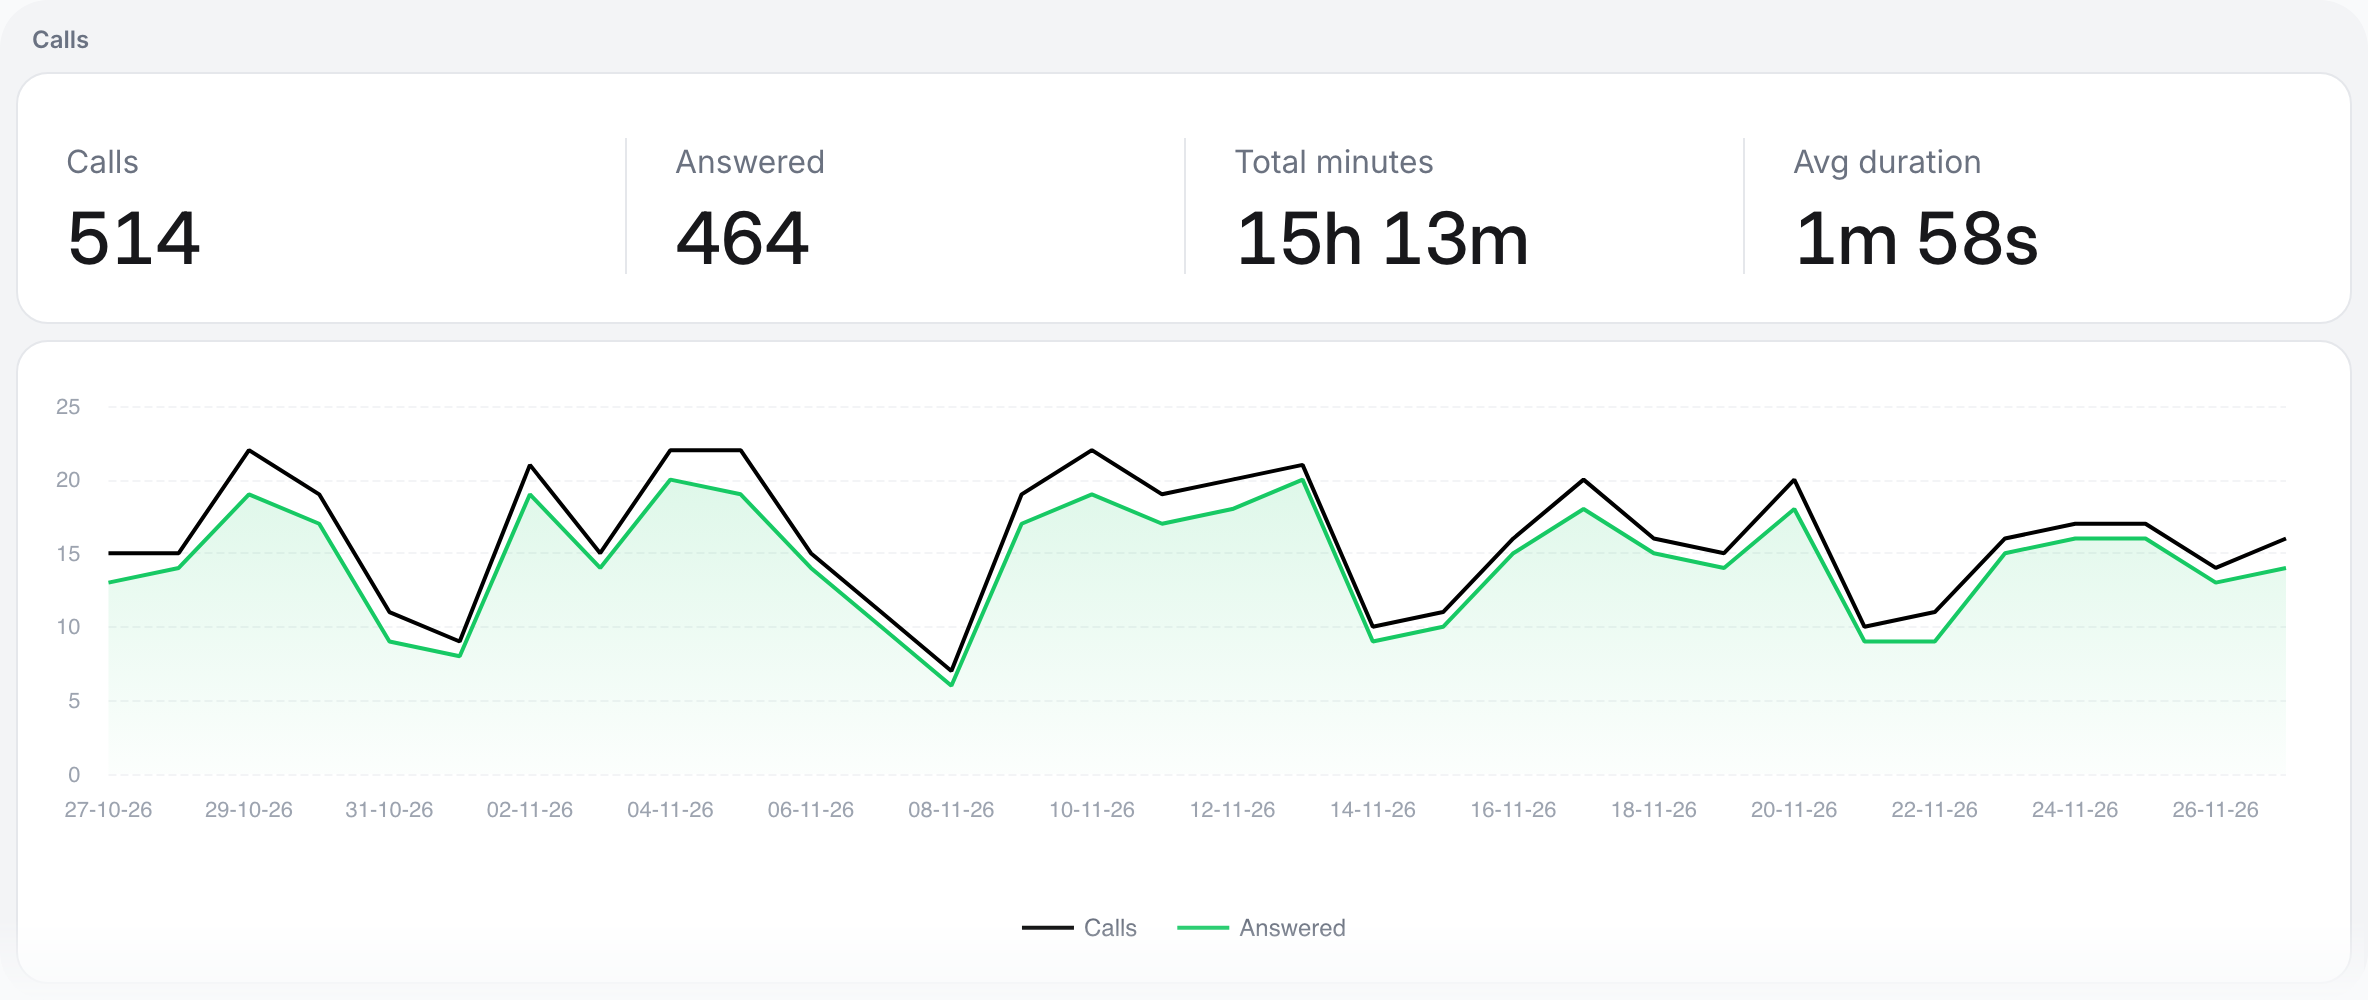 Calls
Calls
Answered
Total minutes
Avg duration
514
464
15h 13m
1m 58s
25
20
15
10
5
0
27-10-26
29-10-26
31-10-26
02-11-26
04-11-26
06-11-26
08-11-26
10-11-26
12-11-26
14-11-26
16-11-26
18-11-26
20-11-26
22-11-26
24-11-26
26-11-26
Calls
Answered